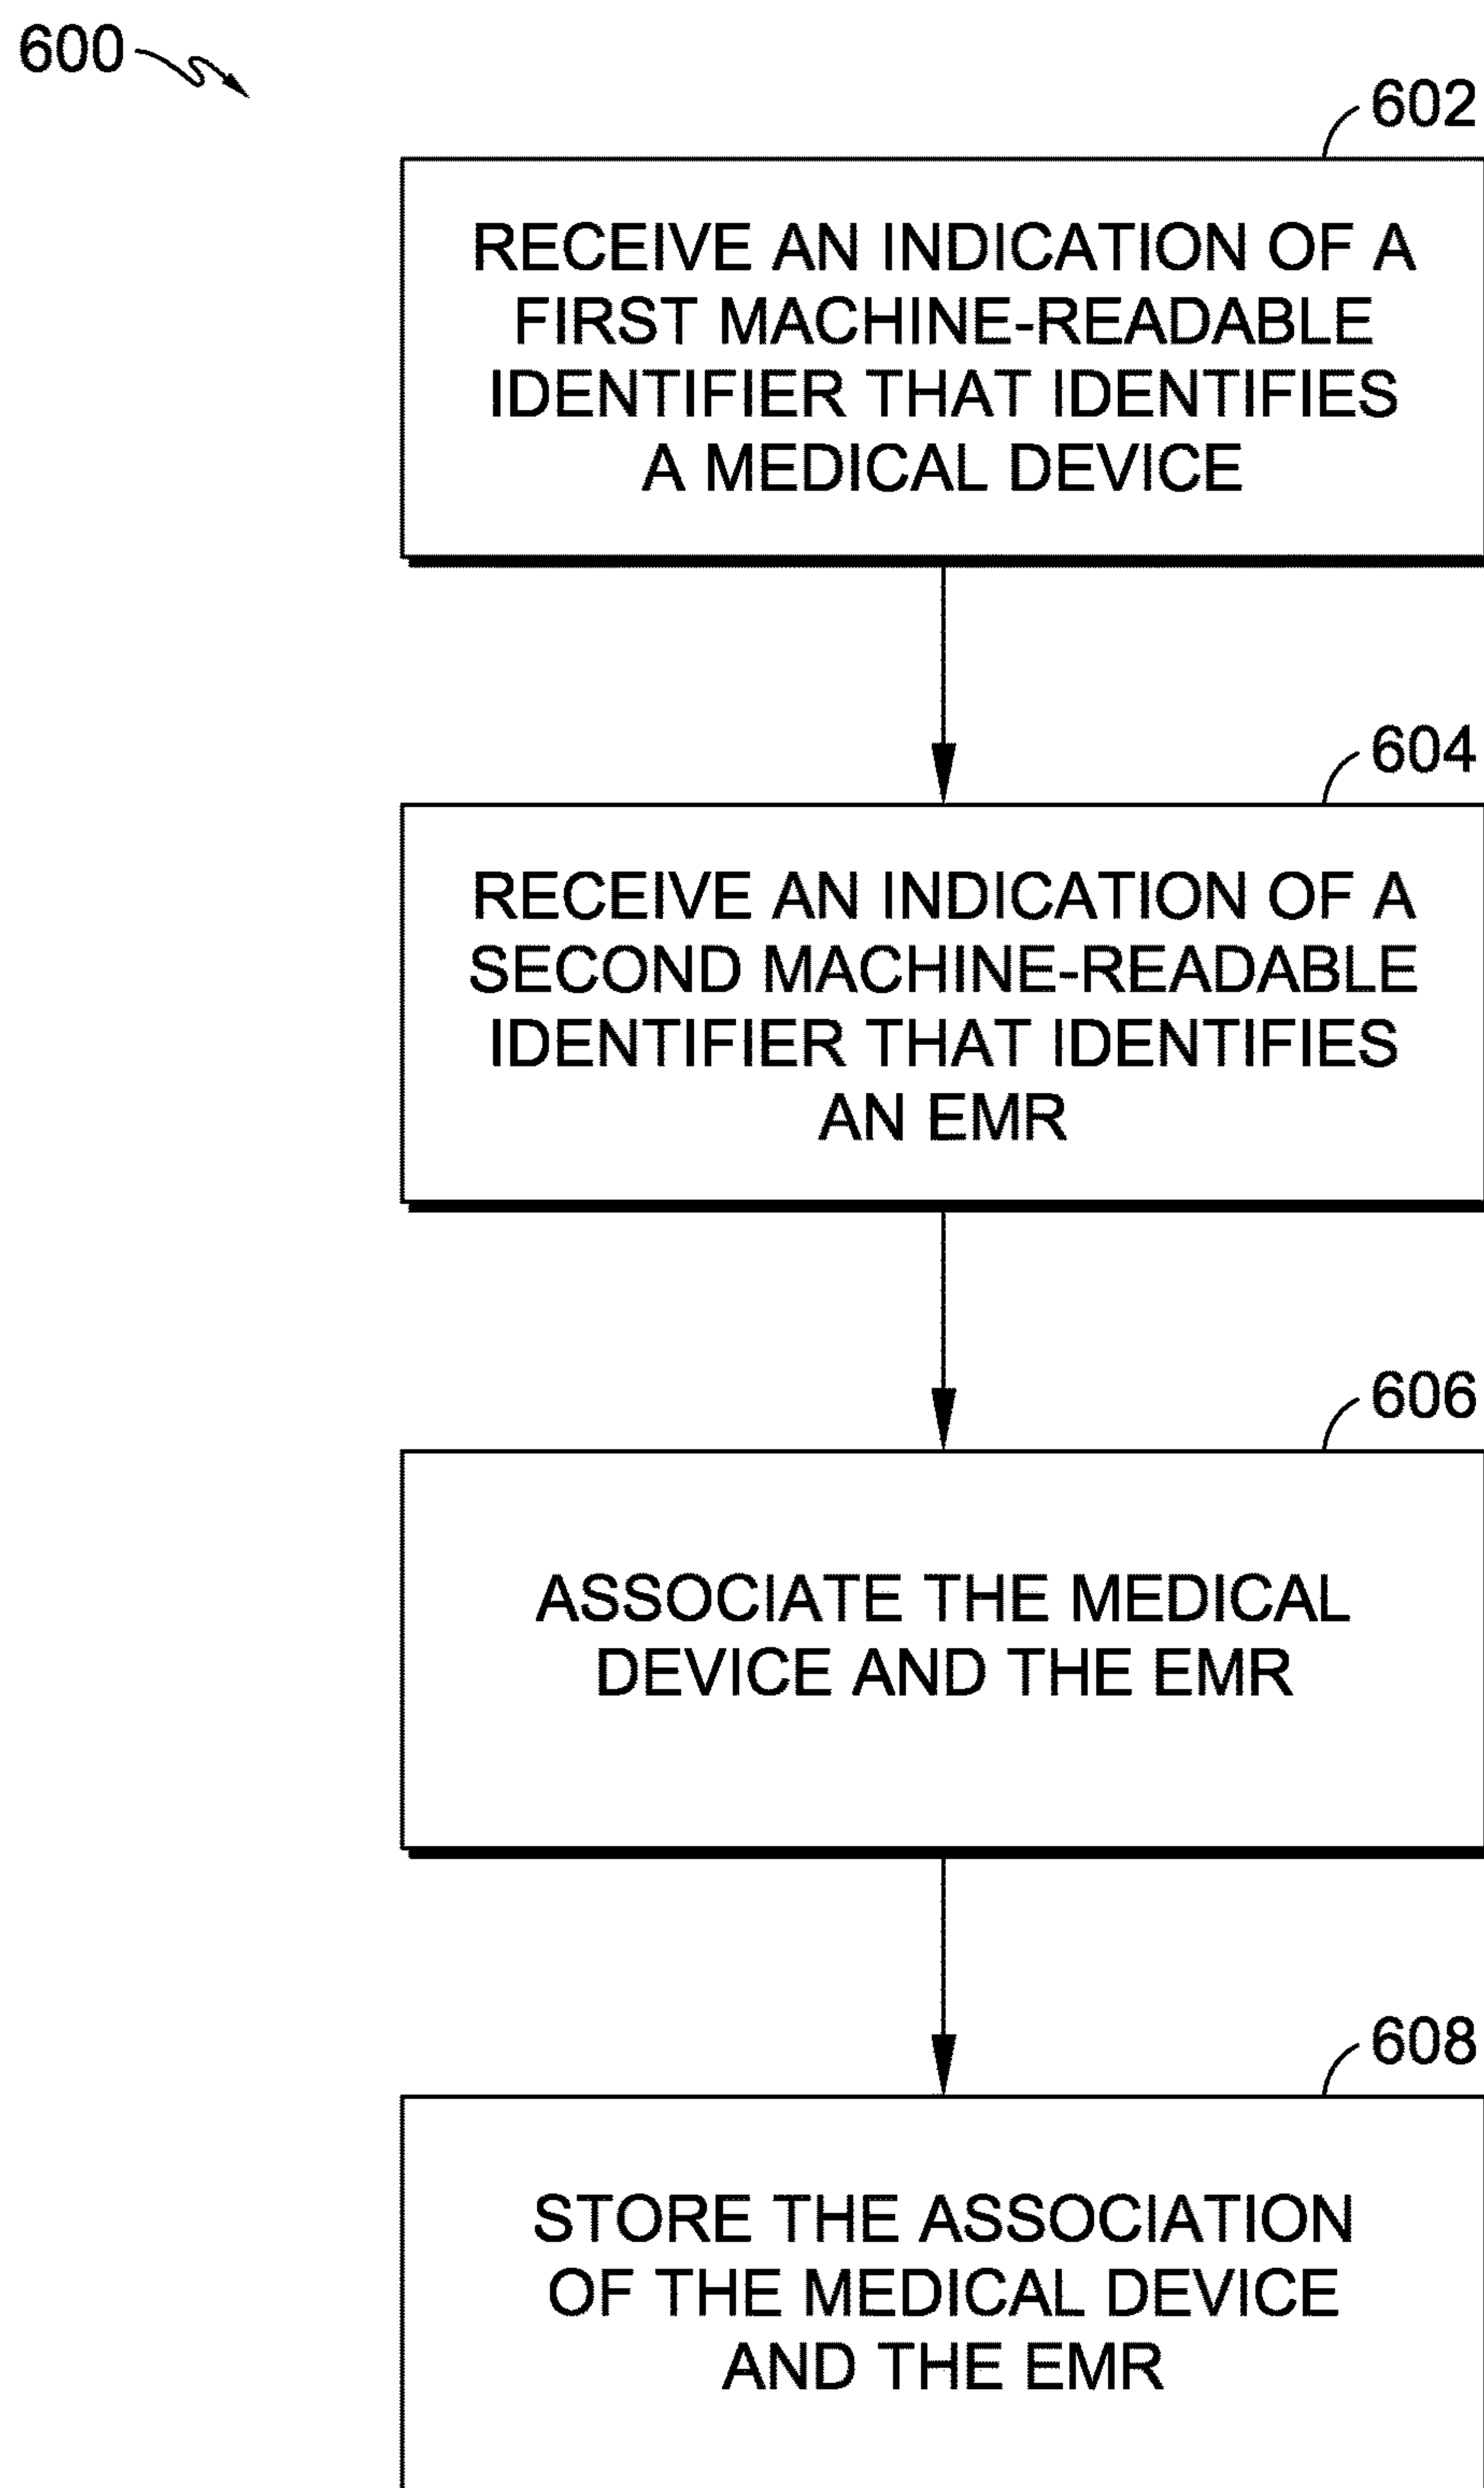 600
602
RECEIVE AN INDICATION OF A
FIRST MACHINE-READABLE
IDENTIFIER THAT IDENTIFIES
A MEDICAL DEVICE
604
RECEIVE AN INDICATION OF A
SECOND MACHINE-READABLE
IDENTIFIER THAT IDENTIFIES
AN EMR
606
ASSOCIATE THE MEDICAL
DEVICE AND THE EMR
608
STORE THE ASSOCIATION
OF THE MEDICAL DEVICE
AND THE EMR